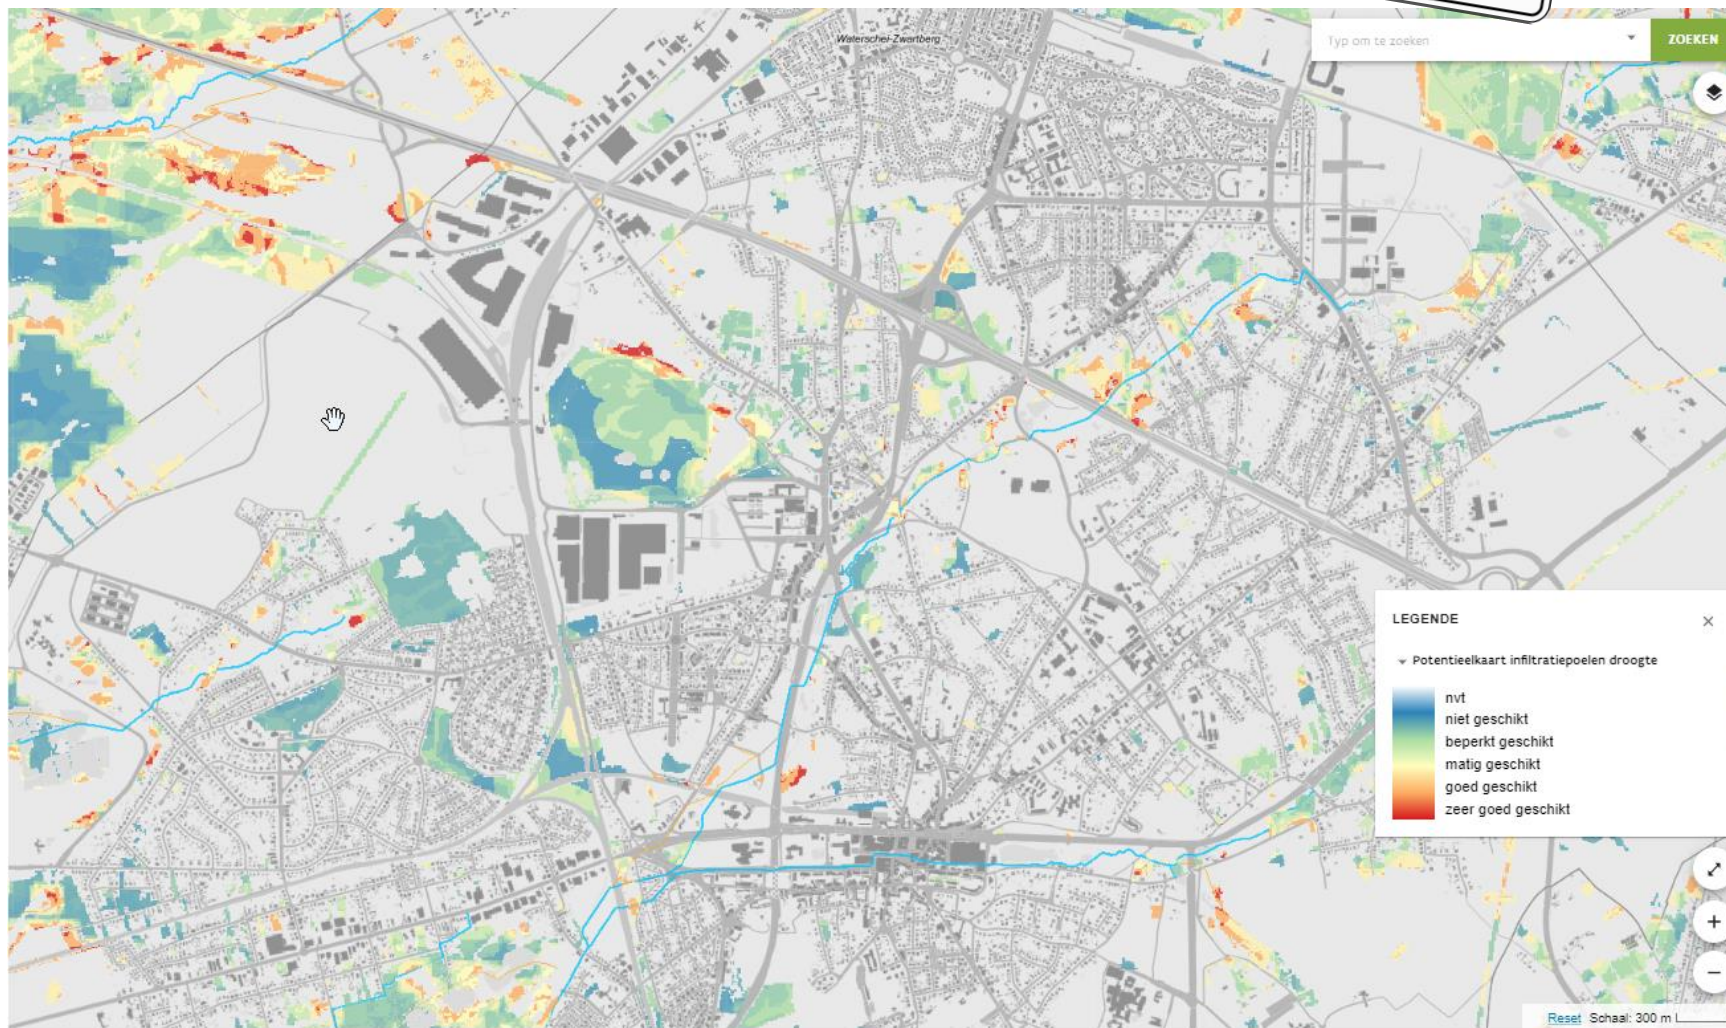 Waterschei-Zwartberg
Typ om te zoeken
ZOEKEN
LEGENDE
Potentieelkaart infiltratiepoelen droogte
nvt
niet geschikt
beperkt geschikt
matig geschikt
goed geschikt
zeer goed geschikt
Reset Schaal: 300 m